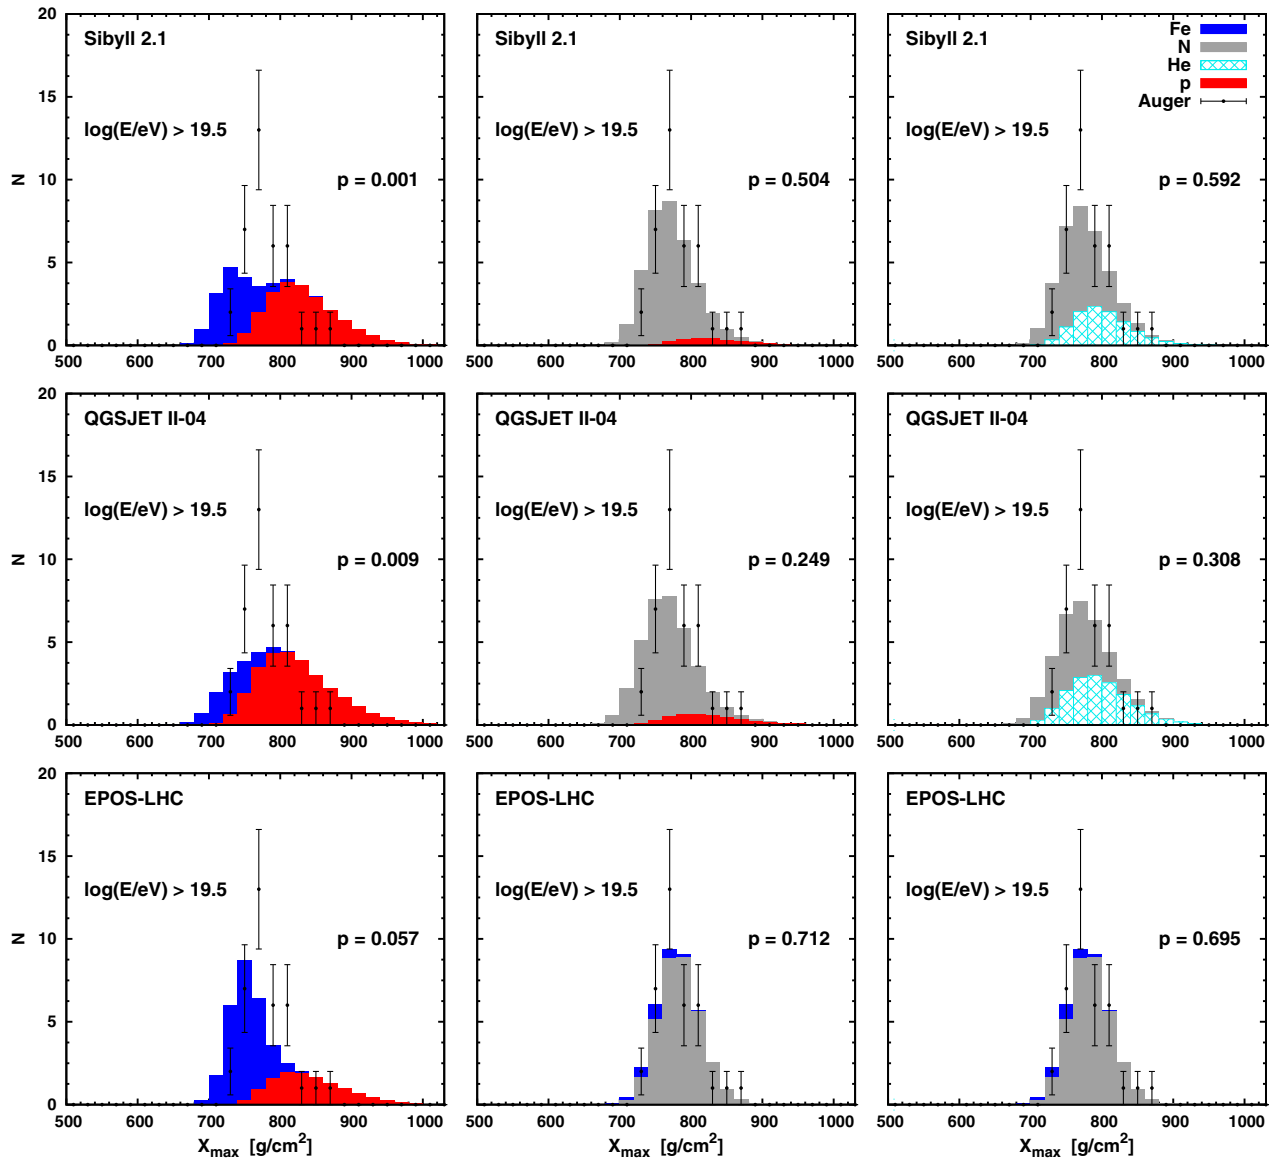 20
15
10
5
0
N
Sibyll 2.1
log(E/eV) > 19.5
p = 0.001
500 600 700 800 900 1000
Sibyll 2.1
log(E/eV) > 19.5
p = 0.504
500 600 700 800 900 1000
Sibyll 2.1
Fe
N
He
p
Auger
log(E/eV) > 19.5
p = 0.592
500 600 700 800 900 1000
20
15
10
5
0
N
QGSJET II-04
log(E/eV) > 19.5
p = 0.009
500 600 700 800 900 1000
QGSJET II-04
log(E/eV) > 19.5
p = 0.249
500 600 700 800 900 1000
QGSJET II-04
log(E/eV) > 19.5
p = 0.308
500 600 700 800 900 1000
20
15
10
5
0
N
EPOS-LHC
log(E/eV) > 19.5
p = 0.057
500 600 700 800 900 1000
X_max [g/cm²]
EPOS-LHC
log(E/eV) > 19.5
p = 0.712
500 600 700 800 900 1000
X_max [g/cm²]
EPOS-LHC
log(E/eV) > 19.5
p = 0.695
500 600 700 800 900 1000
X_max [g/cm²]